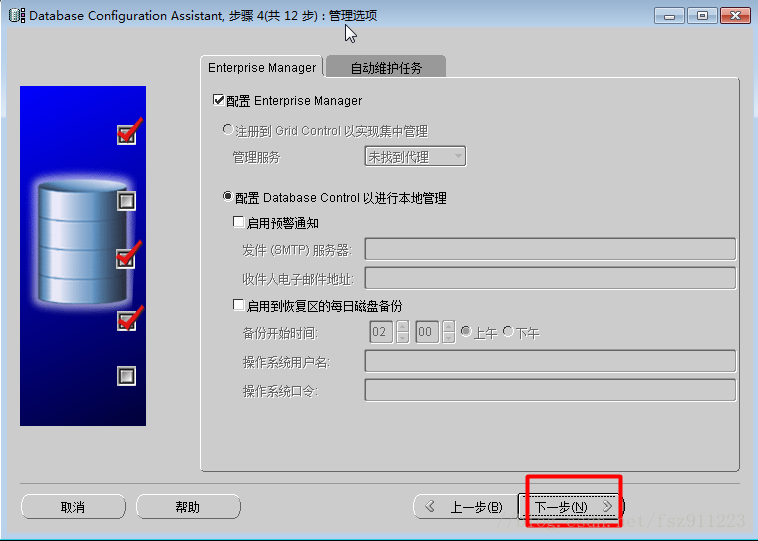 Database Configuration Assistant, 步骤 4(共 12 步) : 管理选项
Enterprise Manager
自动维护任务
配置 Enterprise Manager
注册到 Grid Control 以实现集中管理
管理服务
未找到代理
配置 Database Control 以进行本地管理
启用预警通知
发件 (SMTP) 服务器:
收件人电子邮件地址:
启用到恢复区的每日磁盘备份
备份开始时间:
02
00
上午
下午
操作系统用户名:
操作系统口令:
取消
帮助
上一步(B)
下一步(N)
//blog.csdn.net/fsz911223